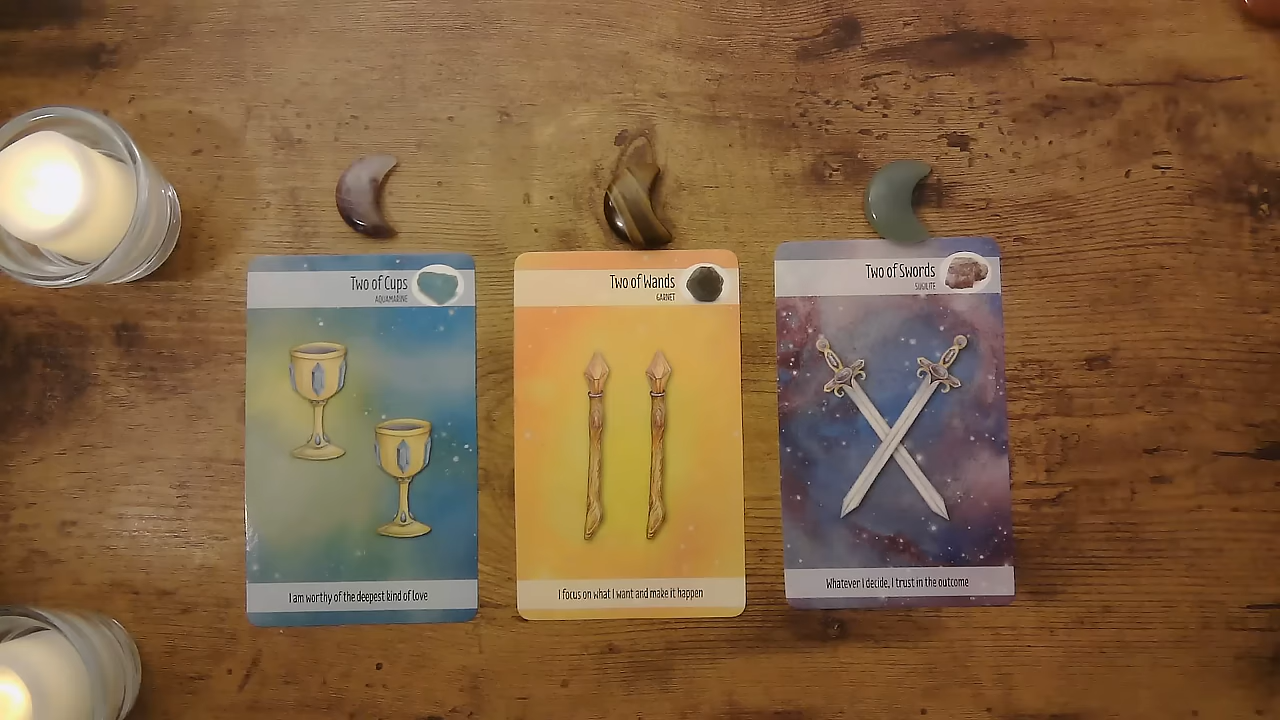 Two of Cups
AQUAMARINE
I am worthy of the deepest kind of love
Two of Wands
GARNET
I focus on what I want and make it happen
Two of Swords
SUGILITE
Whatever I decide, I trust in the outcome